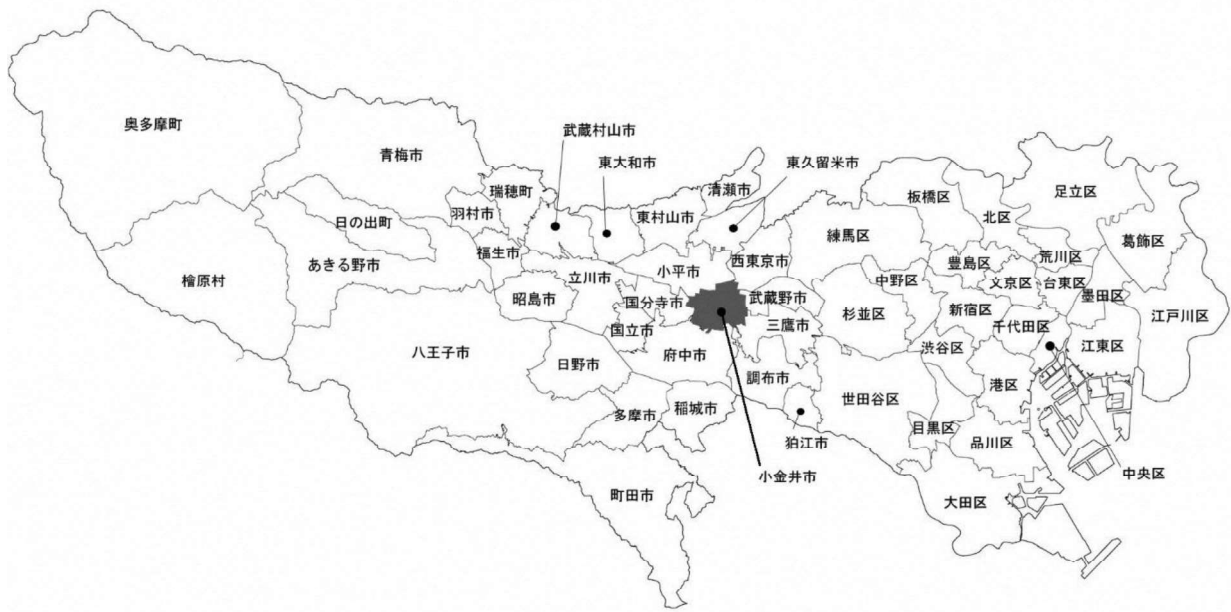 奥多摩町
青梅市
武蔵村山市
東大和市
東久留米市
瑞穂町
羽村市
福生市
日の出町
あきる野市
檜原村
清瀬市
東村山市
西東京市
小平市
立川市
昭島市
国分寺市
国立市
武蔵野市
三鷹市
八王子市
日野市
府中市
調布市
多摩市
稲城市
狛江市
小金井市
町田市
板橋区
北区
足立区
葛飾区
練馬区
豊島区
荒川区
中野区
文京区
台東区
墨田区
杉並区
新宿区
千代田区
江戸川区
渋谷区
江東区
港区
世田谷区
目黒区
品川区
中央区
大田区